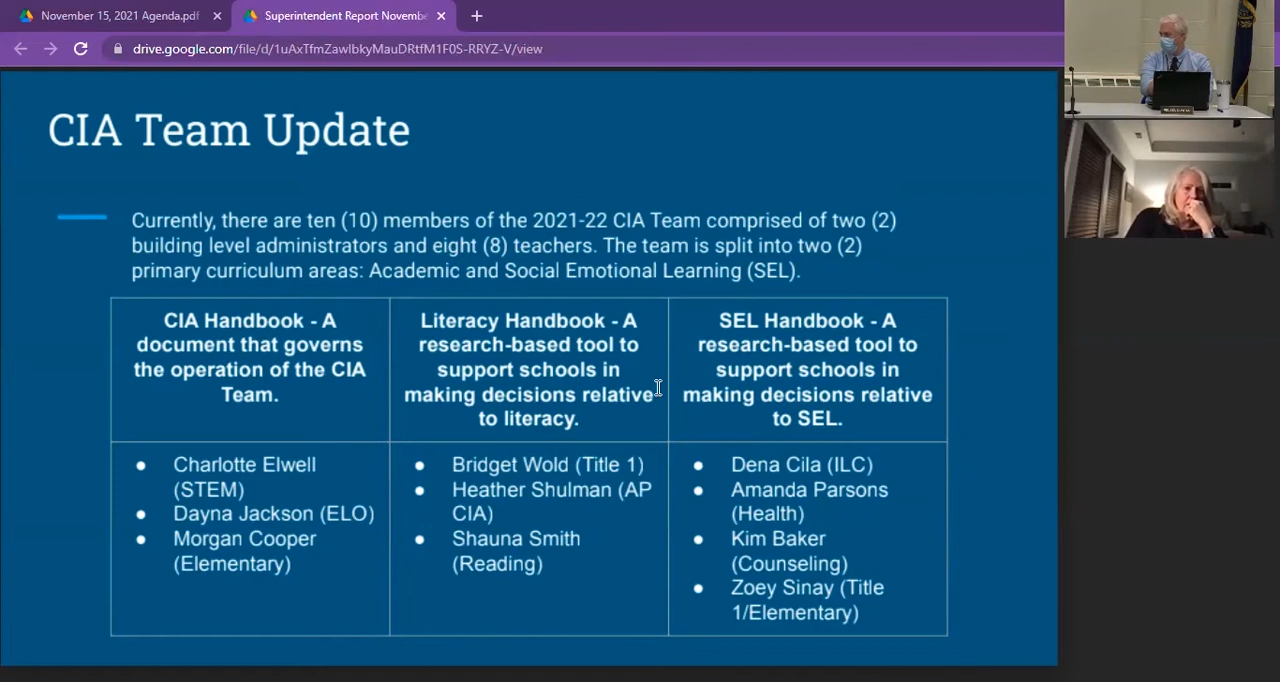 November 15, 2021 Agenda.pdf
Superintendent Report Novembe
drive.google.com/file/d/1uAxTfmZawlbkyMauDRtfM1F0S-RRYZ-V/view
CIA Team Update
Currently, there are ten (10) members of the 2021-22 CIA Team comprised of two (2)
building level administrators and eight (8) teachers. The team is split into two (2)
primary curriculum areas: Academic and Social Emotional Learning (SEL).
CIA Handbook - A
document that governs
the operation of the CIA
Team.
Literacy Handbook - A
research-based tool to
support schools in
making decisions relative
to literacy.
SEL Handbook - A
research-based tool to
support schools in
making decisions relative
to SEL.
● Charlotte Elwell
(STEM)
● Dayna Jackson (ELO)
● Morgan Cooper
(Elementary)
● Bridget Wold (Title 1)
● Heather Shulman (AP
CIA)
● Shauna Smith
(Reading)
● Dena Cila (ILC)
● Amanda Parsons
(Health)
● Kim Baker
(Counseling)
● Zoey Sinay (Title
1/Elementary)